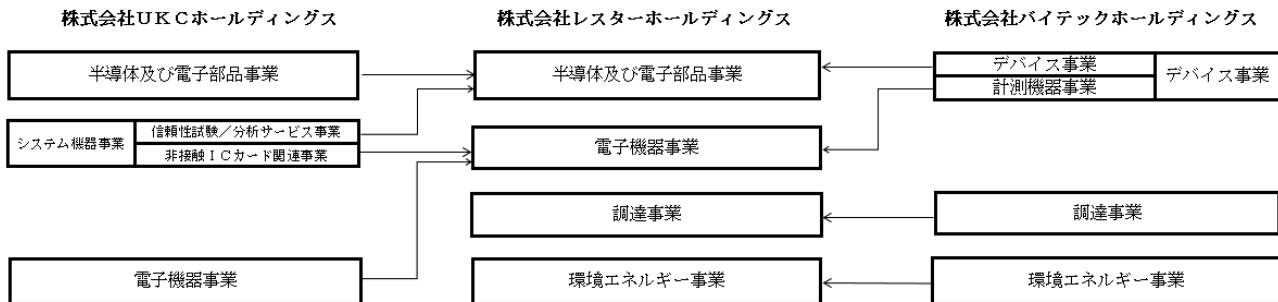 株式会社UKCホールディングス
株式会社レスターホールディングス
株式会社バイテックホールディングス
半導体及び電子部品事業
半導体及び電子部品事業
デバイス事業
計測機器事業
デバイス事業
システム機器事業
信頼性試験/分析サービス事業
非接触ICカード関連事業
電子機器事業
調達事業
調達事業
電子機器事業
環境エネルギー事業
環境エネルギー事業